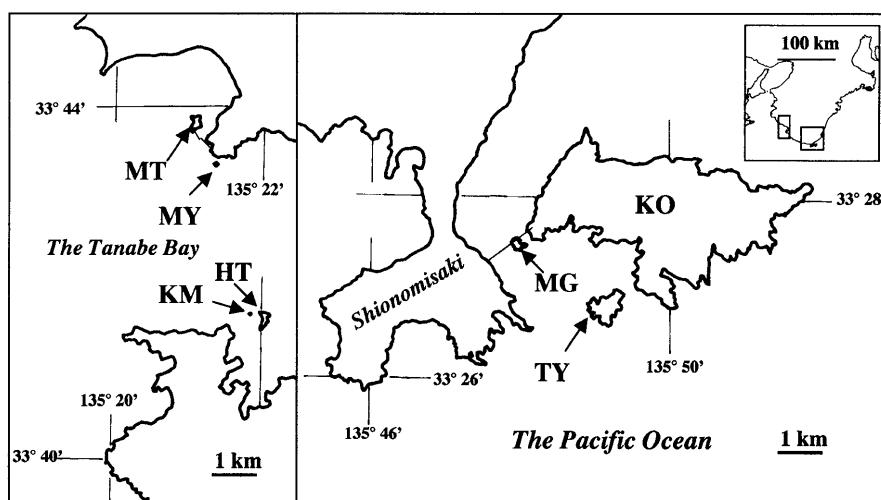 33° 44'
MT
MY
135° 22'
The Tanabe Bay
HT
KM
135° 20'
33° 40'
1 km
100 km
KO
33° 28'
MG
Shionomisaki
TY
135° 50'
33° 26'
135° 46'
The Pacific Ocean
1 km